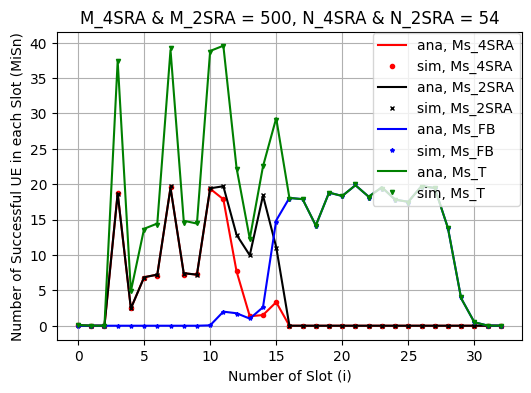 M_4SRA & M_2SRA = 500, N_4SRA & N_2SRA = 54
Number of Successful UE in each Slot (MiSn)
40
35
30
25
20
15
10
5
0
ana, Ms_4SRA
sim, Ms_4SRA
ana, Ms_2SRA
sim, Ms_2SRA
ana, Ms_FB
sim, Ms_FB
ana, Ms_T
sim, Ms_T
0 5 10 15 20 25 30
Number of Slot (i)